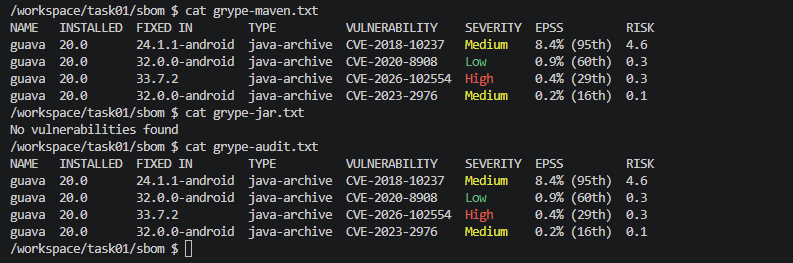 /workspace/task01/sbom $ cat grype-maven.txt
NAME INSTALLED FIXED IN TYPE VULNERABILITY SEVERITY EPSS RISK
guava 20.0 24.1.1-android java-archive CVE-2018-10237 Medium 8.4% (95th) 4.6
guava 20.0 32.0.0-android java-archive CVE-2020-8908 Low 0.9% (60th) 0.3
guava 20.0 33.7.2 java-archive CVE-2026-102554 High 0.4% (29th) 0.3
guava 20.0 32.0.0-android java-archive CVE-2023-2976 Medium 0.2% (16th) 0.1
/workspace/task01/sbom $ cat grype-jar.txt
No vulnerabilities found
/workspace/task01/sbom $ cat grype-audit.txt
NAME INSTALLED FIXED IN TYPE VULNERABILITY SEVERITY EPSS RISK
guava 20.0 24.1.1-android java-archive CVE-2018-10237 Medium 8.4% (95th) 4.6
guava 20.0 32.0.0-android java-archive CVE-2020-8908 Low 0.9% (60th) 0.3
guava 20.0 33.7.2 java-archive CVE-2026-102554 High 0.4% (29th) 0.3
guava 20.0 32.0.0-android java-archive CVE-2023-2976 Medium 0.2% (16th) 0.1
/workspace/task01/sbom $